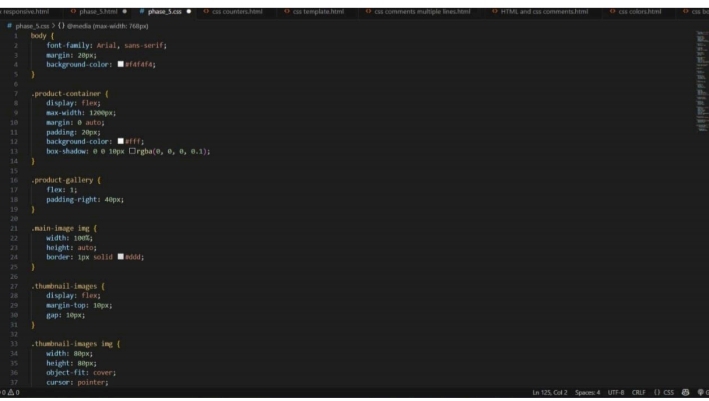 responsive.html phase_5.html # phase_5.css css counters.html css template.html css comments multiple lines.html HTML and css comments.html css colors.html css bo
# phase_5.css > {} @media (max-width: 768px)
1 body {
2 font-family: Arial, sans-serif;
3 margin: 20px;
4 background-color: #f4f4f4;
5 }
6
7 .product-container {
8 display: flex;
9 max-width: 1200px;
10 margin: 0 auto;
11 padding: 20px;
12 background-color: #fff;
13 box-shadow: 0 0 10px rgba(0, 0, 0, 0.1);
14 }
15
16 .product-gallery {
17 flex: 1;
18 padding-right: 40px;
19 }
20
21 .main-image img {
22 width: 100%;
23 height: auto;
24 border: 1px solid #ddd;
25 }
26
27 .thumbnail-images {
28 display: flex;
29 margin-top: 10px;
30 gap: 10px;
31 }
32
33 .thumbnail-images img {
34 width: 80px;
35 height: 80px;
36 object-fit: cover;
37 cursor: pointer;
0 0 Ln 125, Col 2 Spaces: 4 UTF-8 CRLF {} CSS